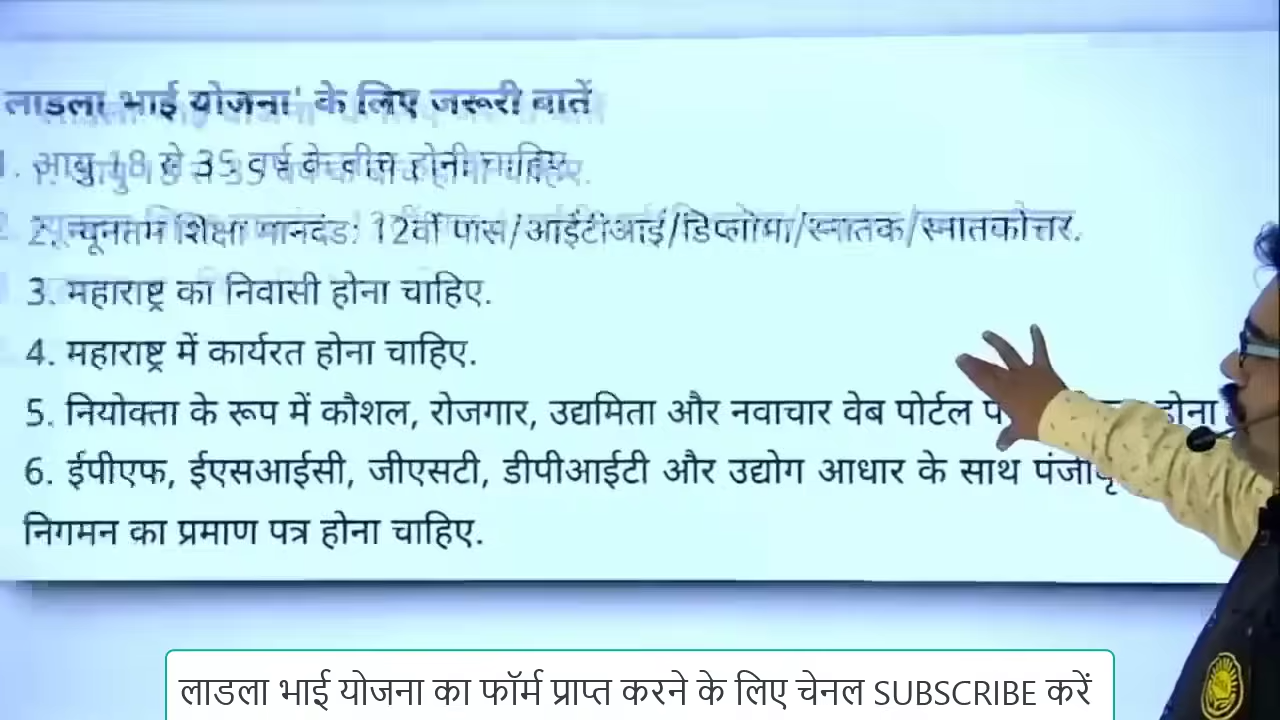 लाडला भाई योजना' के लिए जरूरी बातें
1. आयु 18 से 35 वर्ष के बीच होनी चाहिए.
2. न्यूनतम शिक्षा मानदंड: 12वीं पास/आईटीआई/डिप्लोमा/स्नातक/स्नातकोत्तर.
3. महाराष्ट्र का निवासी होना चाहिए.
4. महाराष्ट्र में कार्यरत होना चाहिए.
5. नियोक्ता के रूप में कौशल, रोजगार, उद्यमिता और नवाचार वेब पोर्टल होना
6. ईपीएफ, ईएसआईसी, जीएसटी, डीपीआईटी और उद्योग आधार के साथ
निगमन का प्रमाण पत्र होना चाहिए.
लाडला भाई योजना का फॉर्म प्राप्त करने के लिए चेनल SUBSCRIBE करें